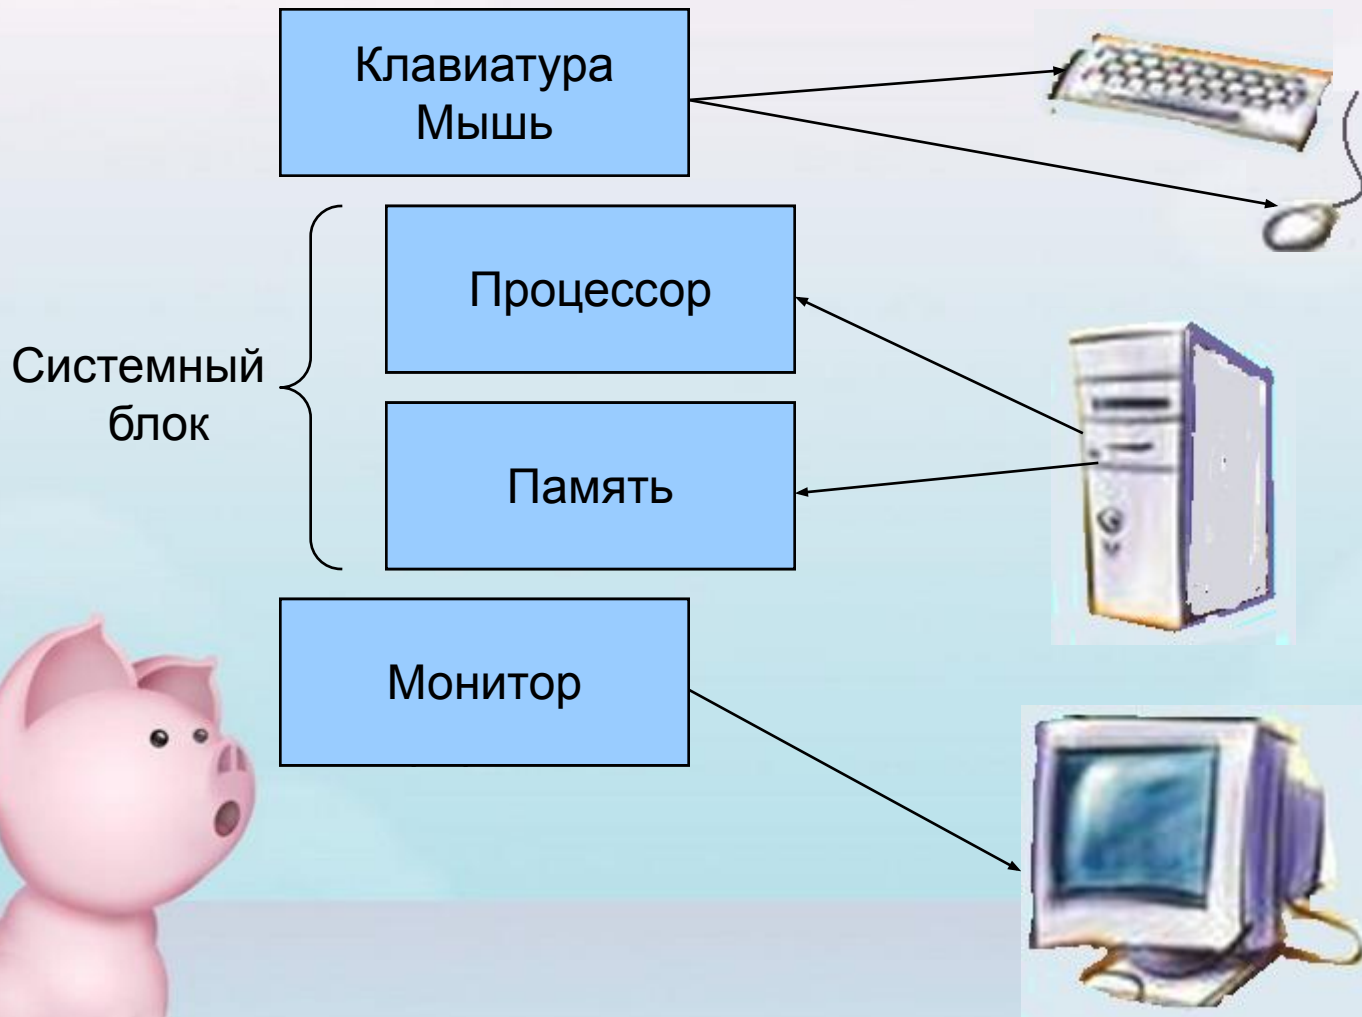 Клавиатура
Мышь
Процессор
Системный
блок
Память
Монитор